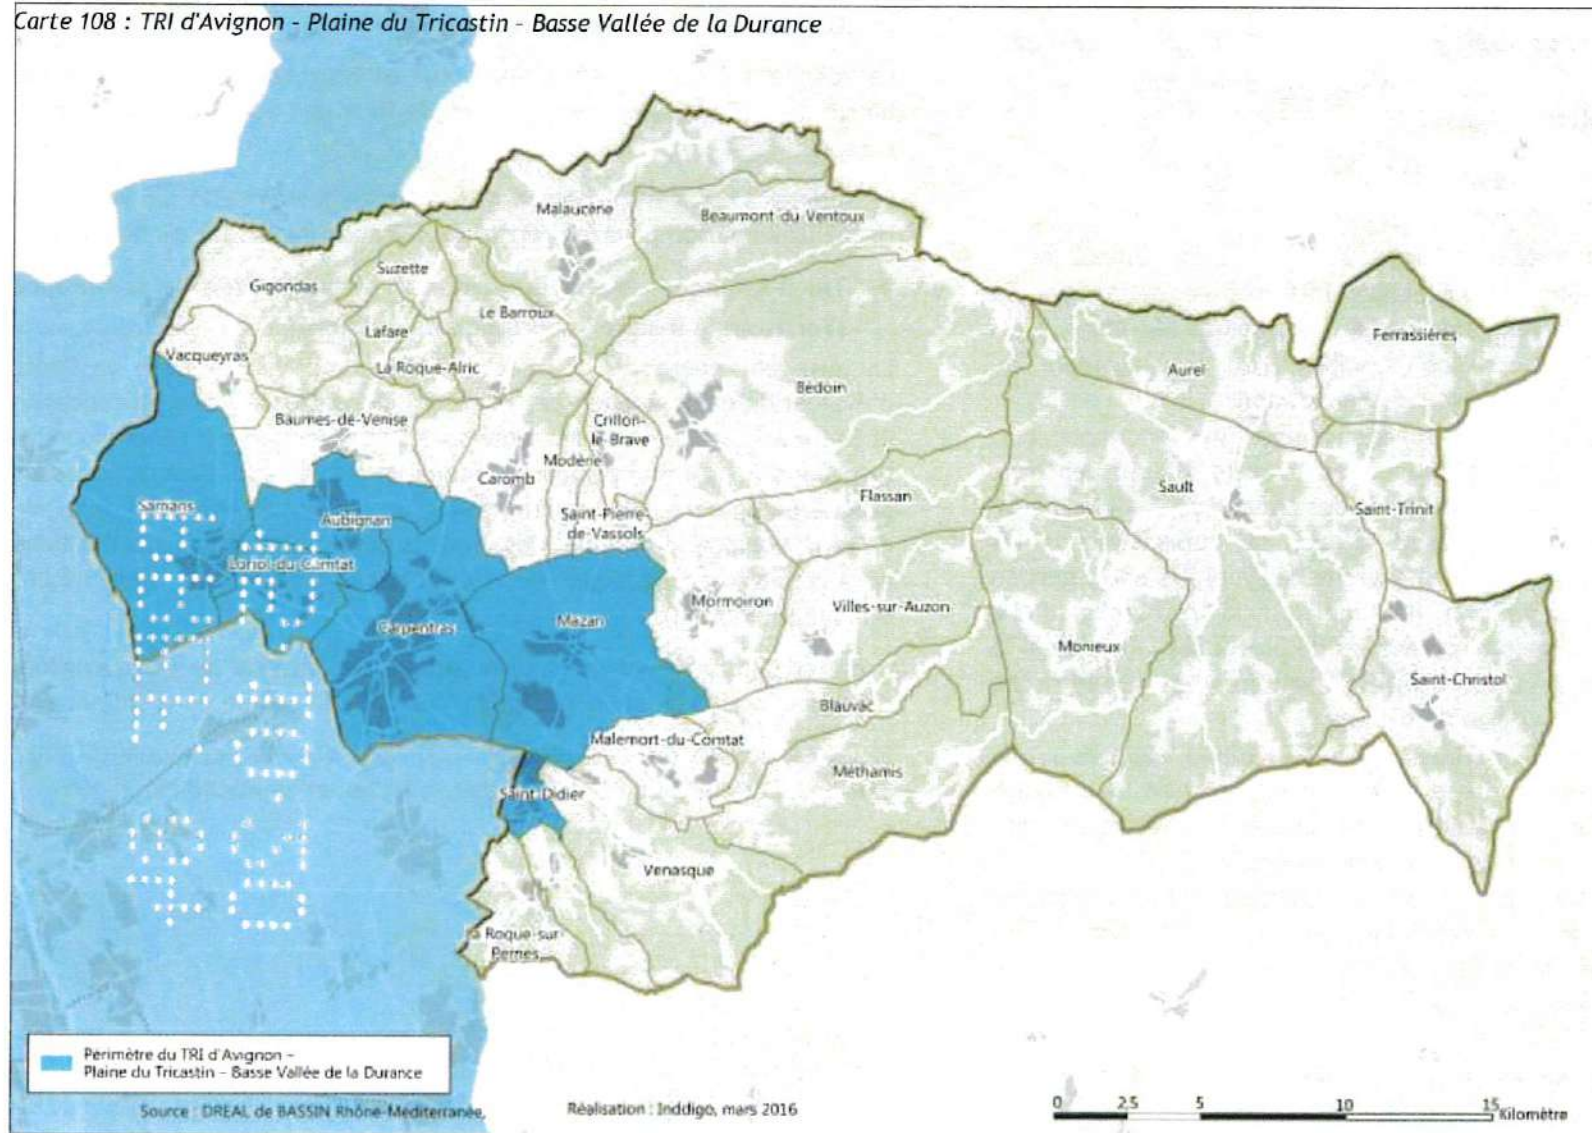 Carte 108 : TRI d'Avignon - Plaine du Tricastin - Basse Vallée de la Durance
Malaucène
Beaumont du Ventoux
Suzette
Gigondas
Le Barroux
Lafare
Vacqueyras
La Roque-Alric
Ferrassières
Aurel
Bédoin
Baumes-de-Venise
Crillon-
le-Brave
Modène
Caromb
Flassan
Sault
Sarrians
Aubignan
Saint-Pierre-
de-Vassols
Saint-Trinit
Loriol-du-Comtat
Mormoiron
Villes-sur-Auzon
Carpentras
Mazan
Monieux
Saint-Christol
Blauvac
Malemort-du-Comtat
Méthamis
Saint-Didier
Venasque
La Roque-sur-
Pernes
Périmètre du TRI d'Avignon –
Plaine du Tricastin – Basse Vallée de la Durance
Source : DREAL de BASSIN Rhône-Méditerranée,
Réalisation : Inddigo, mars 2016
0 2,5 5 10 15
Kilomètre